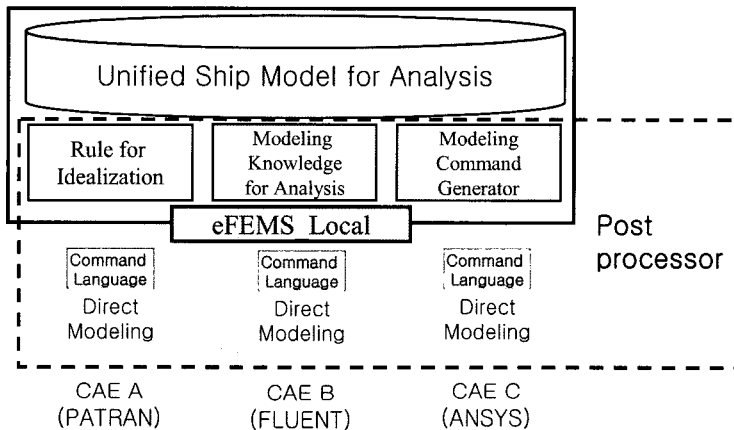 Unified Ship Model for Analysis
Rule for
Idealization
Modeling
Knowledge
for Analysis
Modeling
Command
Generator
eFEMS_Local
Post
processor
Command
Language
Direct
Modeling
Command
Language
Direct
Modeling
Command
Language
Direct
Modeling
CAE A
(PATRAN)
CAE B
(FLUENT)
CAE C
(ANSYS)